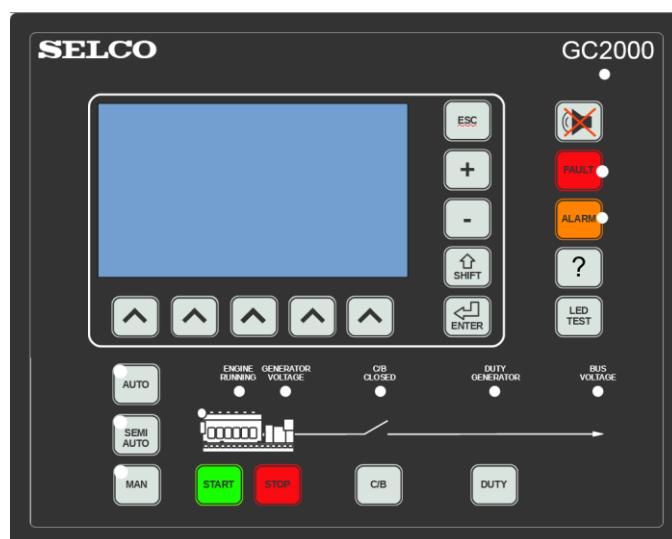 SELCO
GC2000
ESC
+
FAULT
-
ALARM
SHIFT
?
ENTER
LED
TEST
AUTO
ENGINE
RUNNING
GENERATOR
VOLTAGE
C/B
CLOSED
DUTY
GENERATOR
BUS
VOLTAGE
SEMI
AUTO
MAN
START
STOP
C/B
DUTY